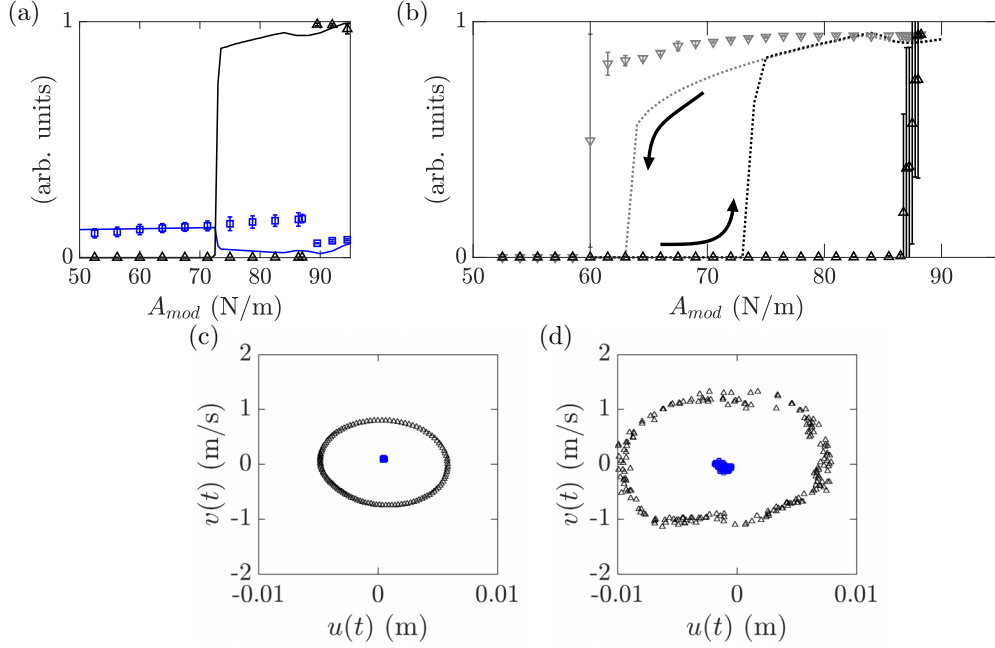 (a)
(b)
1
0
(arb. units)
50 60 70 80 90
A_mod (N/m)
1
0
(arb. units)
60 70 80 90
A_mod (N/m)
(c)
(d)
2
1
0
-1
-2
v(t) (m/s)
-0.01 0 0.01
u(t) (m)
2
1
0
-1
-2
v(t) (m/s)
-0.01 0 0.01
u(t) (m)